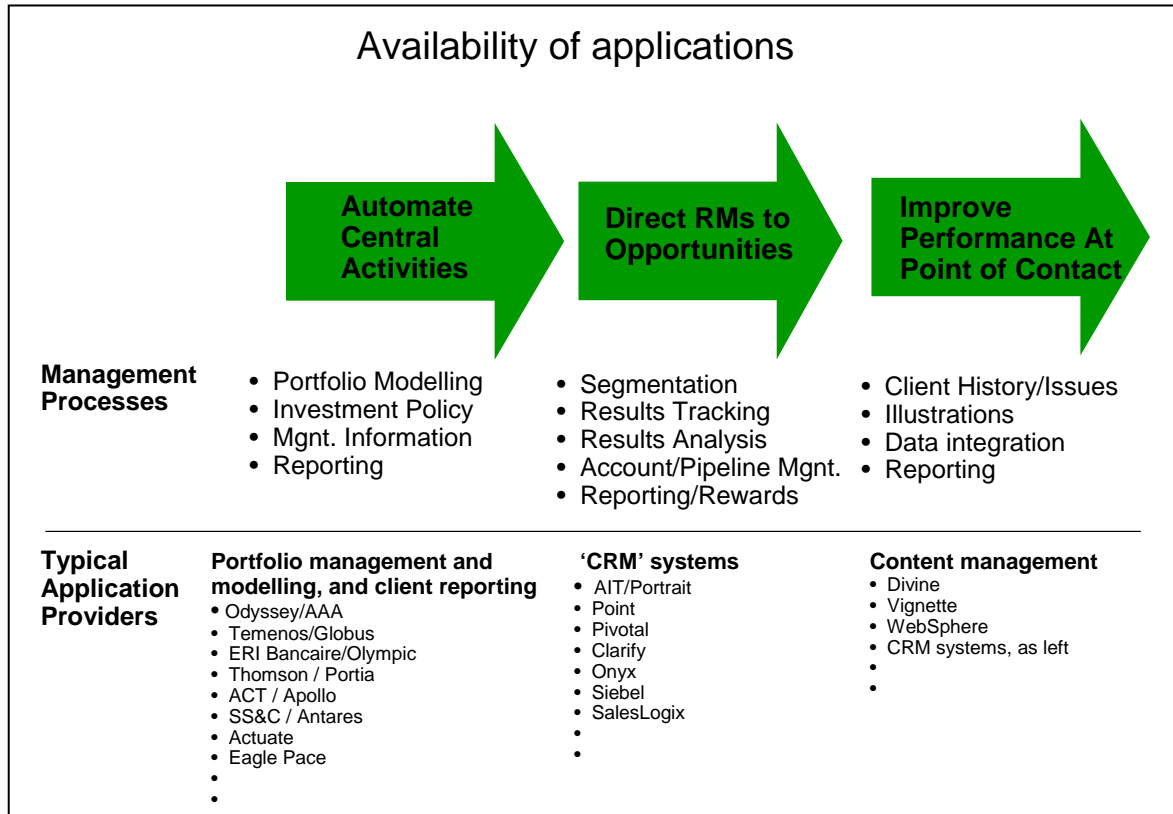 Availability of applications
Automate
Central
Activities
Direct RMs to
Opportunities
Improve
Performance At
Point of Contact
Management
Processes
• Portfolio Modelling
• Investment Policy
• Mgnt. Information
• Reporting
• Segmentation
• Results Tracking
• Results Analysis
• Account/Pipeline Mgnt.
• Reporting/Rewards
• Client History/Issues
• Illustrations
• Data integration
• Reporting
Typical
Application
Providers
Portfolio management and
modelling, and client reporting
• Odyssey/AAA
• Temenos/Globus
• ERI Bancaire/Olympic
• Thomson / Portia
• ACT / Apollo
• SS&C / Antares
• Actuate
• Eagle Pace
•
•
‘CRM’ systems
• AIT/Portrait
• Point
• Pivotal
• Clarify
• Onyx
• Siebel
• SalesLogix
•
•
Content management
• Divine
• Vignette
• WebSphere
• CRM systems, as left
•
•